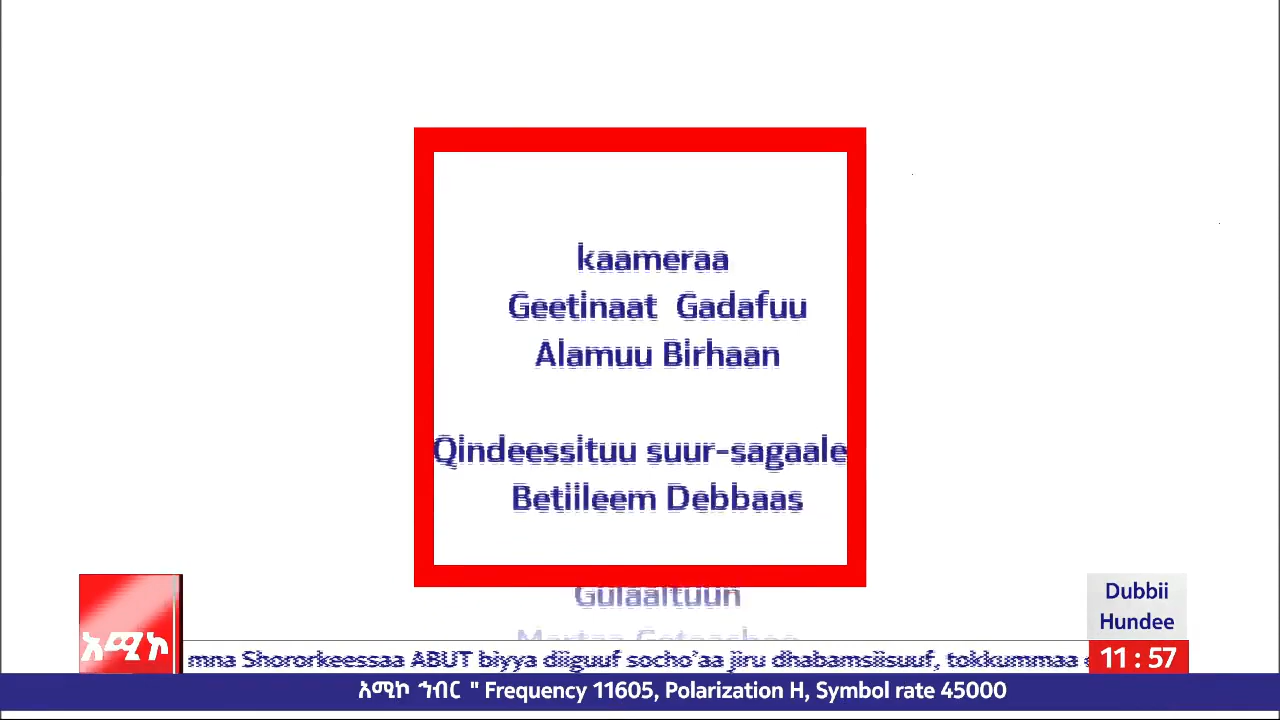 kaameraa
Geetinaat Gadafuu
Alamuu Birhaan
Qindeessituu suur-sagaalee
Betiileem Debbaas
Gulaaltuun
Dubbii
Hundee
አሚኮ
mna Shororkeessaa ABUT biyya diiguuf socho'aa jiru dhabamsiisuuf, tokkummaa
11 : 57
አሚኮ ኅብር " Frequency 11605, Polarization H, Symbol rate 45000